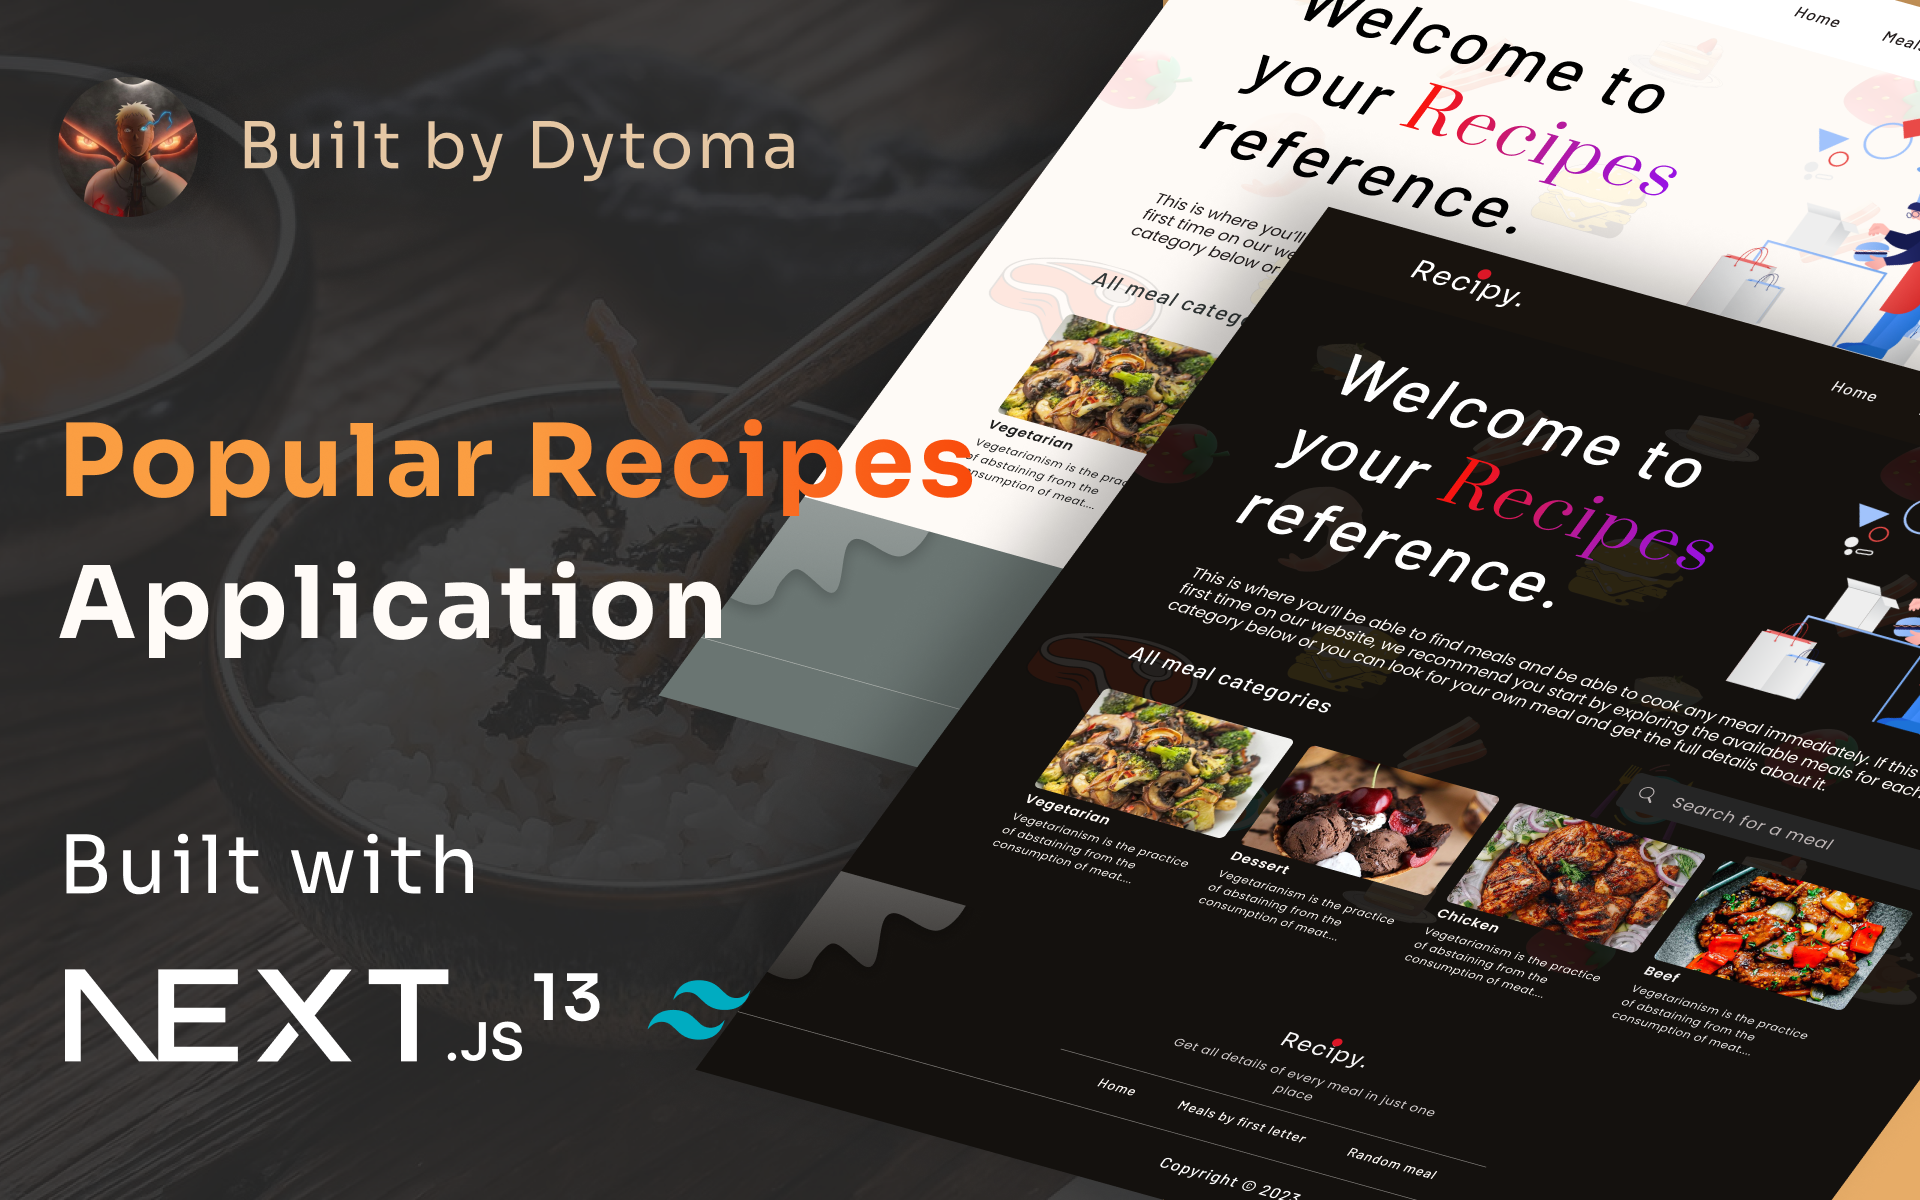 Built by Dytoma
Popular Recipes
Application
Built with
NEXT.JS 13
Home
Meals
Welcome to
your Recipes
reference.
This is where you'll
first time on our we
category below or
All meal catego
Vegetarian
Vegetarianism is the prac
of abstaining from the
consumption of meat....
Recipy.
Home
Welcome to
your Recipes
reference.
This is where you'll be able to find meals and be able to cook any meal immediately. If this
first time on our website, we recommend you start by exploring the available meals for each
category below or you can look for your own meal and get the full details about it.
Search for a meal
All meal categories
Vegetarian
Vegetarianism is the practice
of abstaining from the
consumption of meat....
Dessert
Vegetarianism is the practice
of abstaining from the
consumption of meat....
Chicken
Vegetarianism is the practice
of abstaining from the
consumption of meat....
Beef
Vegetarianism is the practice
of abstaining from the
consumption of meat....
Recipy.
Get all details of every meal in just one
place
Home
Meals by first letter
Random meal
Copyright © 2023